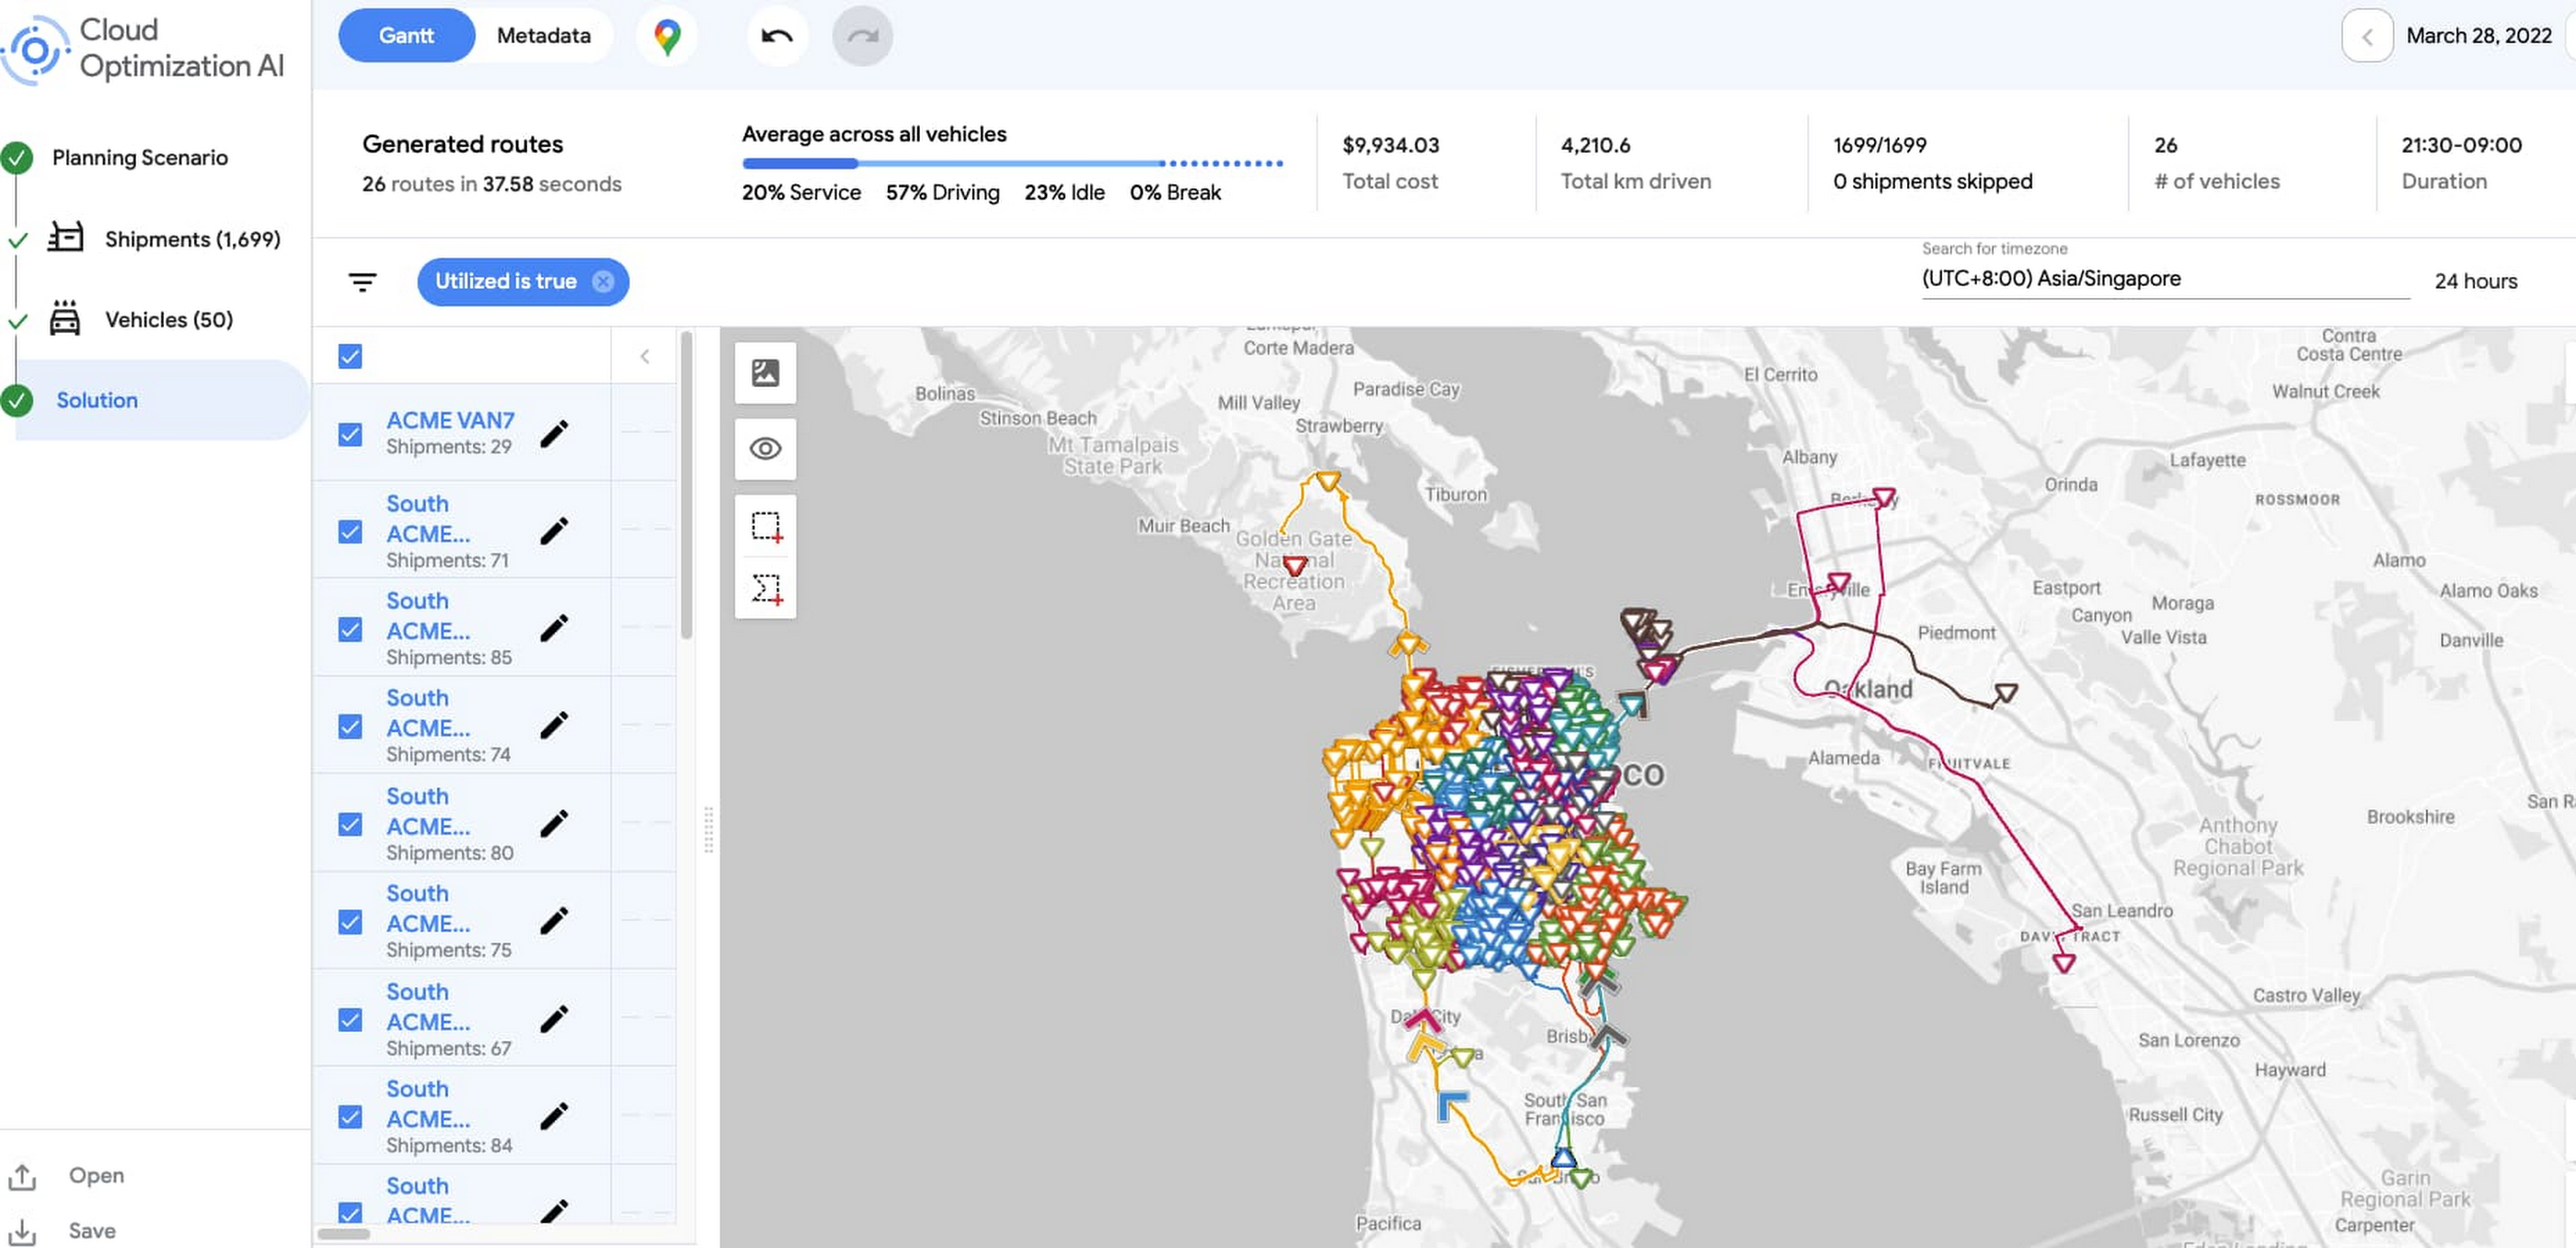 Cloud
Optimization AI
Gantt
Metadata
March 28, 2022
Planning Scenario
Shipments (1,699)
Vehicles (50)
Solution
Open
Save
Generated routes
26 routes in 37.58 seconds
Average across all vehicles
20% Service 57% Driving 23% Idle 0% Break
$9,934.03
Total cost
4,210.6
Total km driven
1699/1699
0 shipments skipped
26
# of vehicles
21:30-09:00
Duration
Utilized is true
Search for timezone
(UTC+8:00) Asia/Singapore
24 hours
ACME VAN7
Shipments: 29
South
ACME...
Shipments: 71
South
ACME...
Shipments: 85
South
ACME...
Shipments: 74
South
ACME...
Shipments: 80
South
ACME...
Shipments: 75
South
ACME...
Shipments: 67
South
ACME...
Shipments: 84
South
ACME...
Corte Madera
Bolinas
Stinson Beach
Mill Valley
Paradise Cay
Strawberry
Mt Tamalpais
State Park
Tiburon
Muir Beach
Golden Gate
National
Recreation
Area
El Cerrito
Contra
Costa Centre
Walnut Creek
Albany
Lafayette
Orinda
ROSSMOOR
Alamo
Alamo Oaks
Eastport
Canyon
Moraga
Valle Vista
Danville
Piedmont
Oakland
Alameda
FRUITVALE
CO
San R
Brookshire
Anthony
Chabot
Regional Park
Bay Farm
Island
San Leandro
TRACT
Castro Valley
San Lorenzo
Hayward
Russell City
City
Brisb
South San
Francisco
Pacifica
Garin
Regional Park
Carpenter